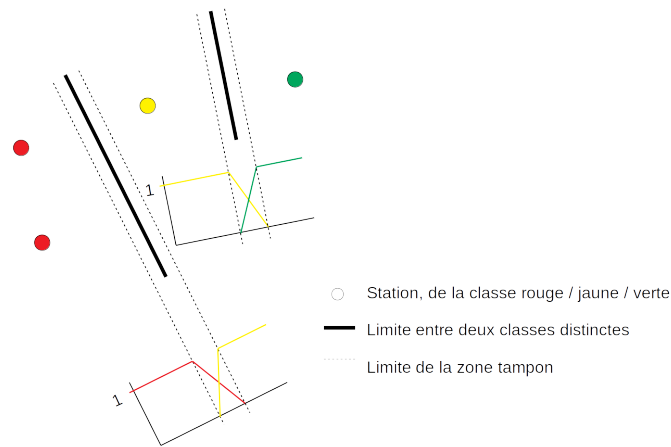 1
1
Station, de la classe rouge / jaune / verte
Limite entre deux classes distinctes
Limite de la zone tampon